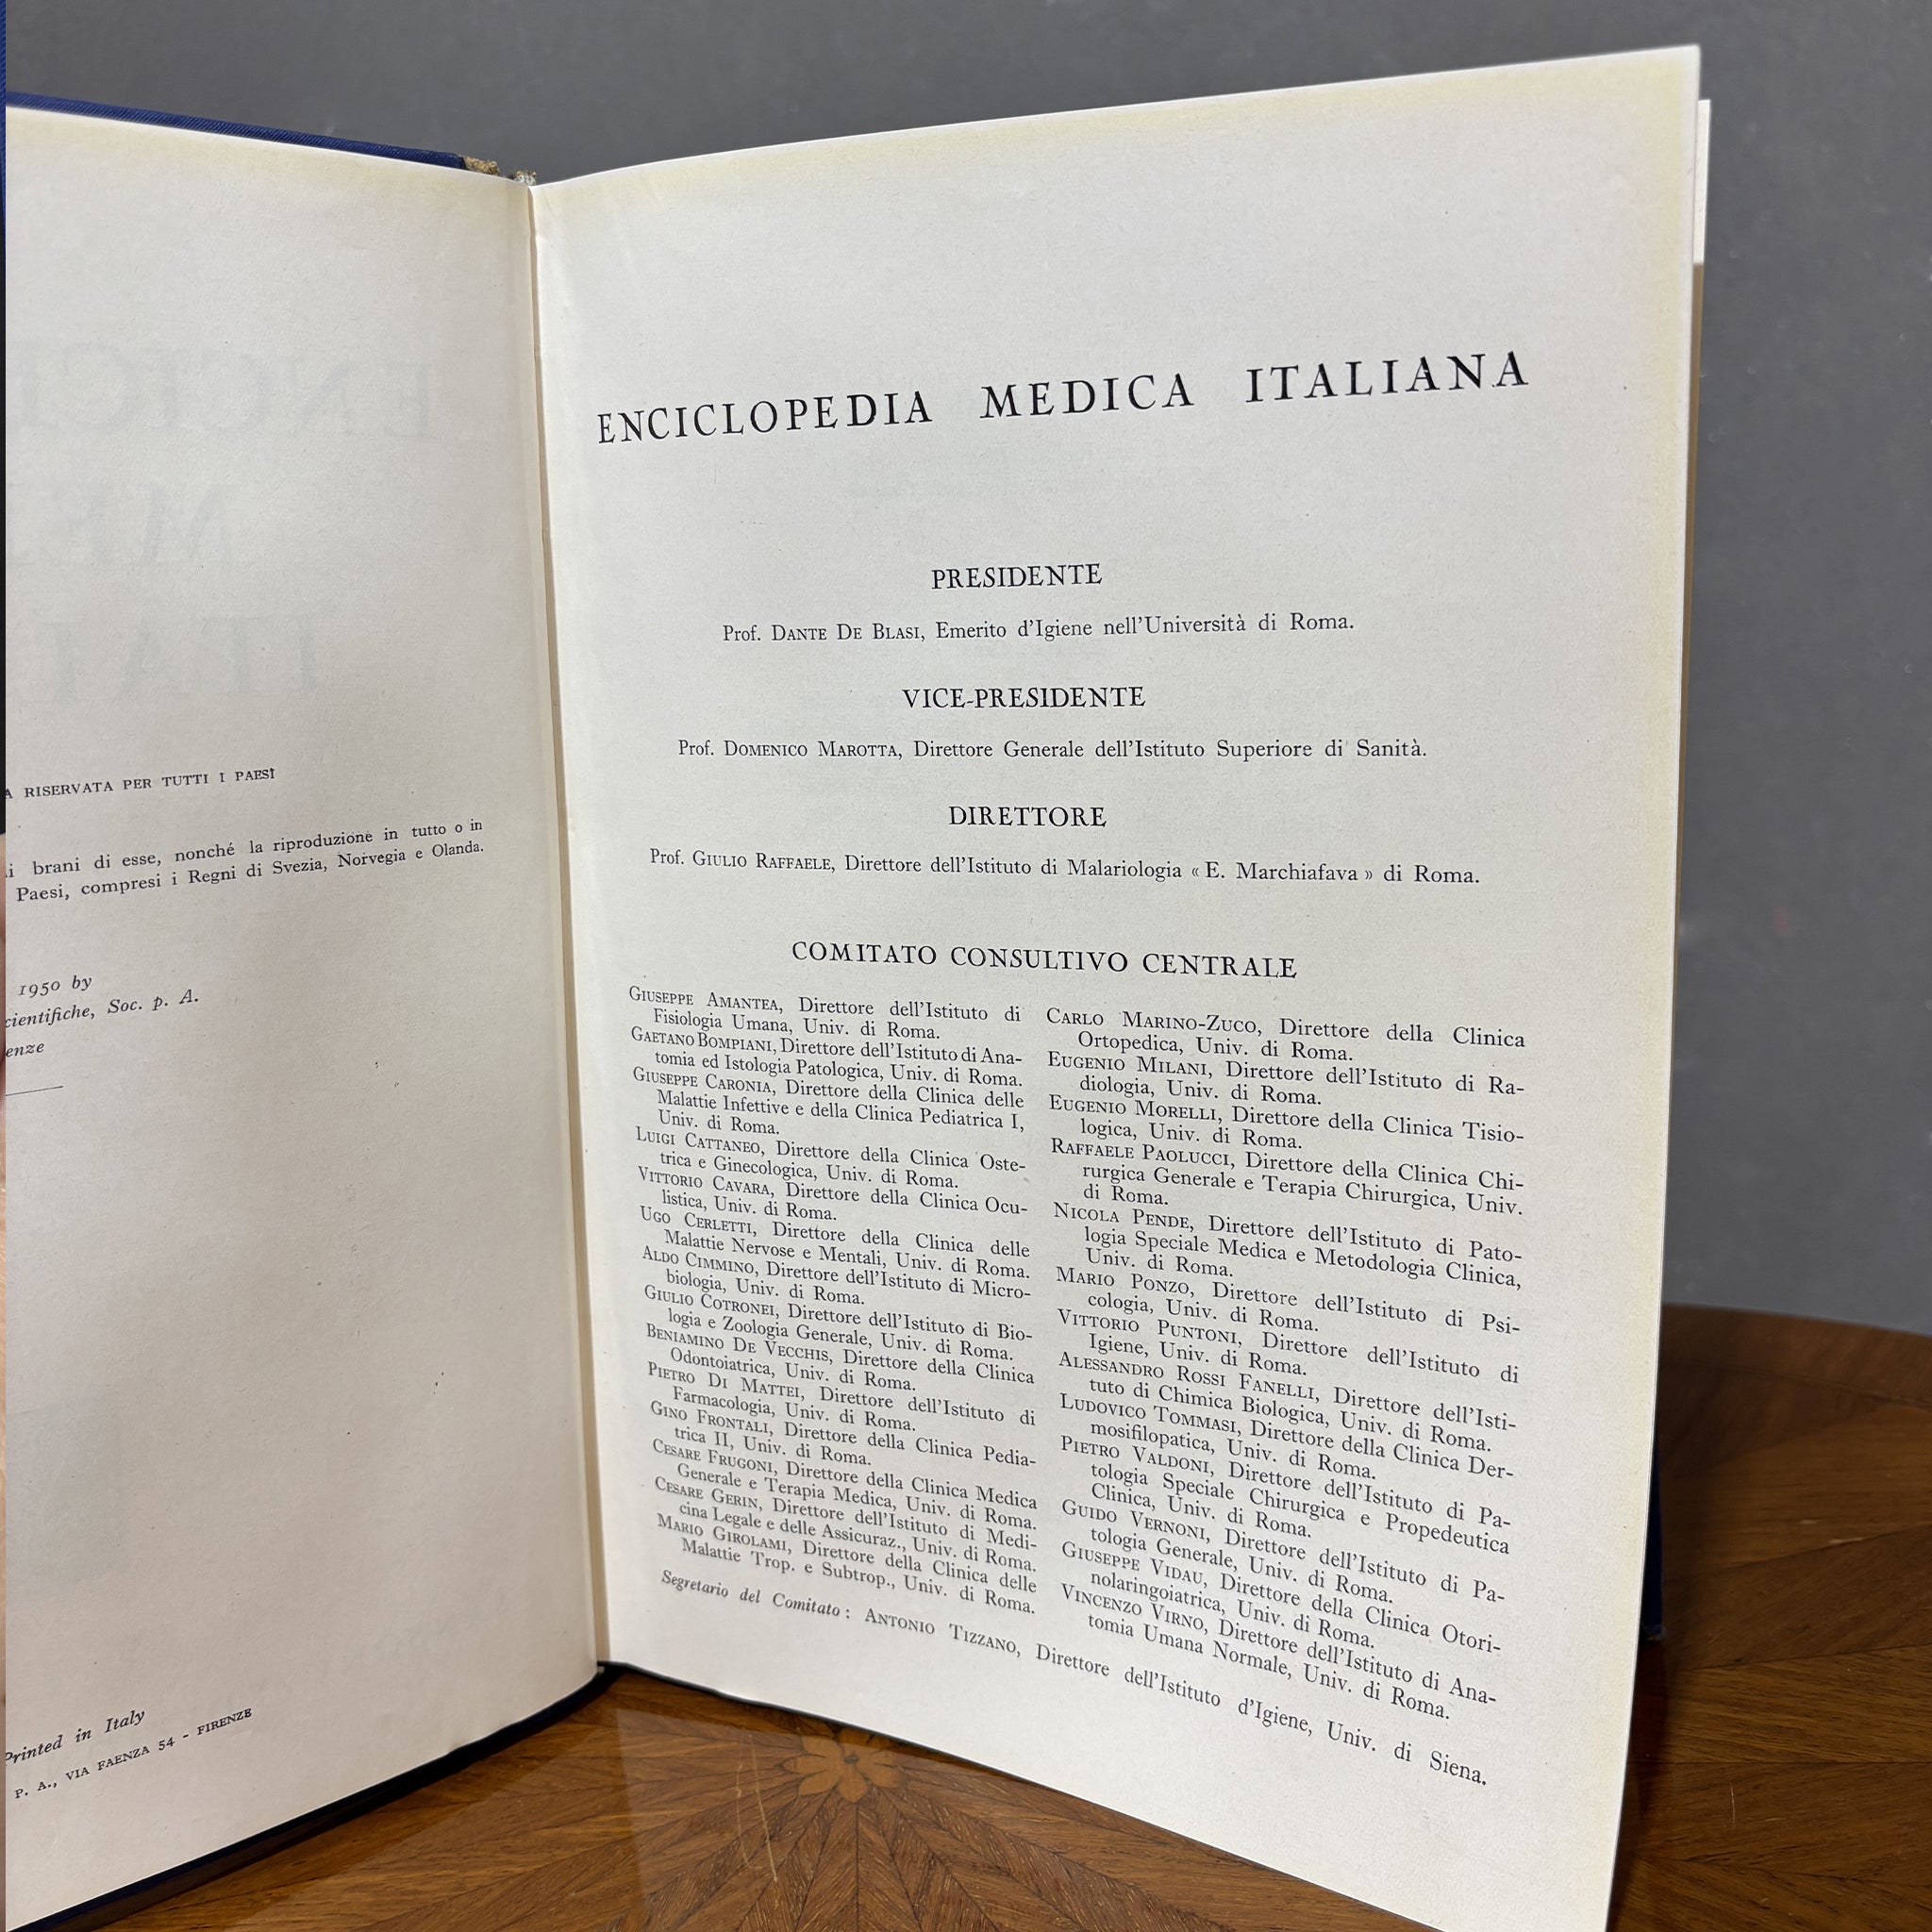 RISERVATA PER TUTTI I PAESI
brani di esse, nonché la riproduzione in tutto o in
Paesi, compresi i Regni di Svezia, Norvegia e Olanda.
1950 by
Soc. p. A.
Printed in Italy
P. A., VIA FAENZA 54 - FIRENZE
ENCICLOPEDIA MEDICA ITALIANA
PRESIDENTE
Prof. DANTE DE BLASI, Emerito d'Igiene nell'Università di Roma.
VICE-PRESIDENTE
Prof. DOMENICO MAROTTA, Direttore Generale dell'Istituto Superiore di Sanità.
DIRETTORE
Prof. GIULIO RAFFAELE, Direttore dell'Istituto di Malariologia « E. Marchiafava » di Roma.
COMITATO CONSULTIVO CENTRALE
GIUSEPPE AMANTEA, Direttore dell'Istituto di
Fisiologia Umana, Univ. di Roma.
GAETANO BOMPIANI, Direttore dell'Istituto di Ana-
tomia ed Istologia Patologica, Univ. di Roma.
GIUSEPPE CARONIA, Direttore della Clinica delle
Malattie Infettive e della Clinica Pediatrica I,
Univ. di Roma.
LUIGI CATTANEO, Direttore della Clinica Oste-
trica e Ginecologica, Univ. di Roma.
VITTORIO CAVARA, Direttore della Clinica Ocu-
listica, Univ. di Roma.
UGO CERLETTI, Direttore della Clinica delle
Malattie Nervose e Mentali, Univ. di Roma.
ALDO CIMMINO, Direttore dell'Istituto di Micro-
biologia, Univ. di Roma.
GIULIO COTRONEI, Direttore dell'Istituto di Bio-
logia e Zoologia Generale, Univ. di Roma.
BENIAMINO DE VECCHIS, Direttore della Clinica
Odontoiatrica, Univ. di Roma.
PIETRO DI MATTEI, Direttore dell'Istituto di
Farmacologia, Univ. di Roma.
GINO FRONTALI, Direttore della Clinica Pedia-
trica II, Univ. di Roma.
CESARE FRUGONI, Direttore della Clinica Medica
Generale e Terapia Medica, Univ. di Roma.
CESARE GERIN, Direttore dell'Istituto di Medi-
cina Legale e delle Assicuraz., Univ. di Roma.
MARIO GIROLAMI, Direttore della Clinica delle
Malattie Trop. e Subtrop., Univ. di Roma.
CARLO MARINO-ZUCO, Direttore della Clinica
Ortopedica, Univ. di Roma.
EUGENIO MILANI, Direttore dell'Istituto di Ra-
diologia, Univ. di Roma.
EUGENIO MORELLI, Direttore della Clinica Tisio-
logica, Univ. di Roma.
RAFFAELE PAOLUCCI, Direttore della Clinica Chi-
rurgica Generale e Terapia Chirurgica, Univ.
di Roma.
NICOLA PENDE, Direttore dell'Istituto di Pato-
logia Speciale Medica e Metodologia Clinica,
Univ. di Roma.
MARIO PONZO, Direttore dell'Istituto di Psi-
cologia, Univ. di Roma.
VITTORIO PUNTONI, Direttore dell'Istituto di
Igiene, Univ. di Roma.
ALESSANDRO ROSSI FANELLI, Direttore dell'Isti-
tuto di Chimica Biologica, Univ. di Roma.
LUDOVICO TOMMASI, Direttore della Clinica Der-
mosifilopatica, Univ. di Roma.
PIETRO VALDONI, Direttore dell'Istituto di Pa-
tologia Speciale Chirurgica e Propedeutica
Clinica, Univ. di Roma.
GUIDO VERNONI, Direttore dell'Istituto di Pa-
tologia Generale, Univ. di Roma.
GIUSEPPE VIDAU, Direttore della Clinica Otori-
nolaringoiatrica, Univ. di Roma.
VINCENZO VIRNO, Direttore dell'Istituto di Ana-
tomia Umana Normale, Univ. di Roma.
Segretario del Comitato: ANTONIO TIZZANO, Direttore dell'Istituto d'Igiene, Univ. di Siena.